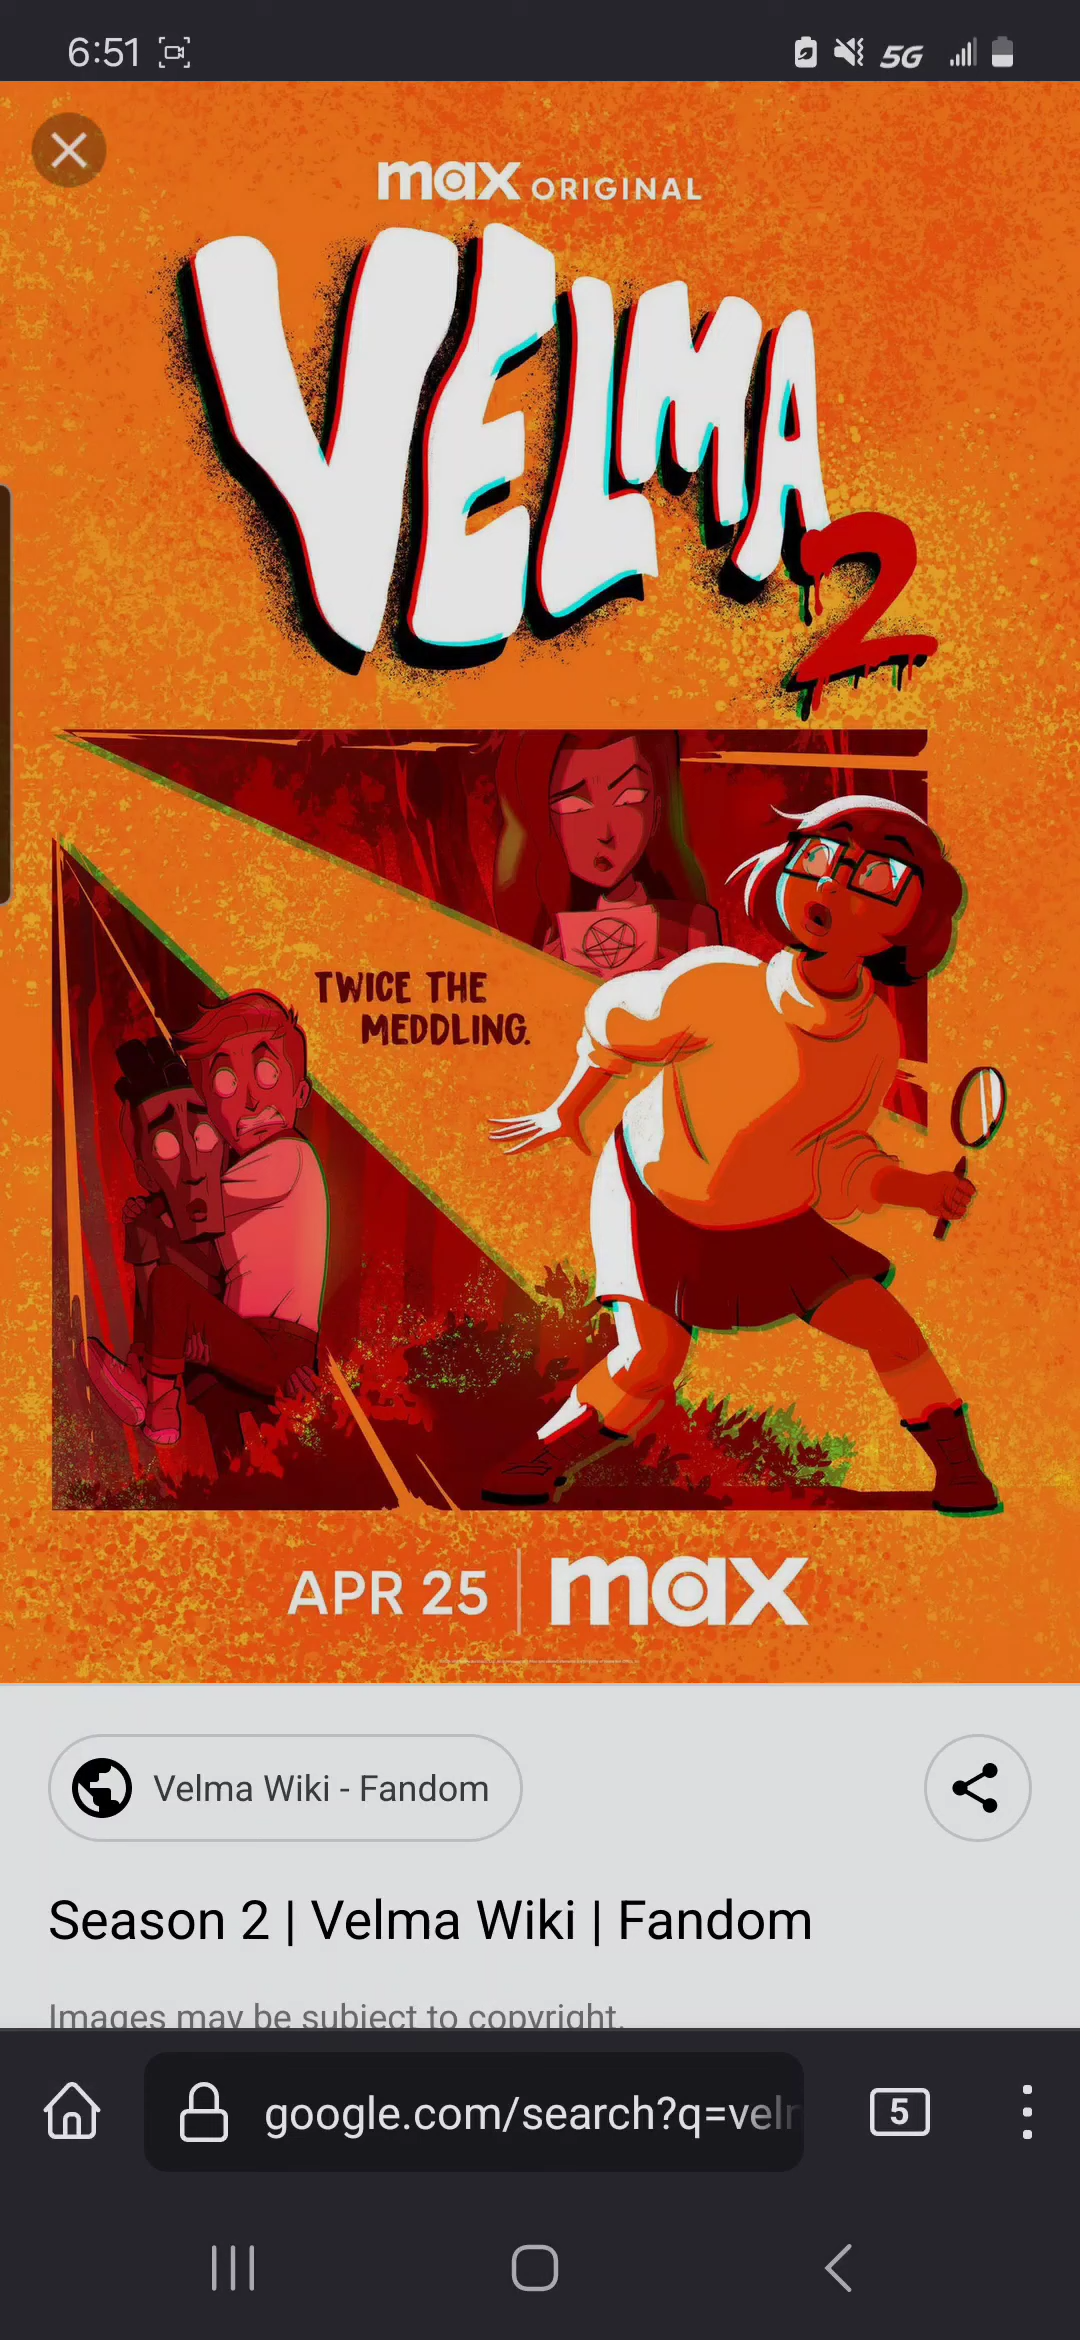 6:51
5G
max ORIGINAL
VELMA
2
TWICE THE
MEDDLING.
APR 25 | max
Velma Wiki - Fandom
Season 2 | Velma Wiki | Fandom
Images may be subject to copyright.
google.com/search?q=vel
5